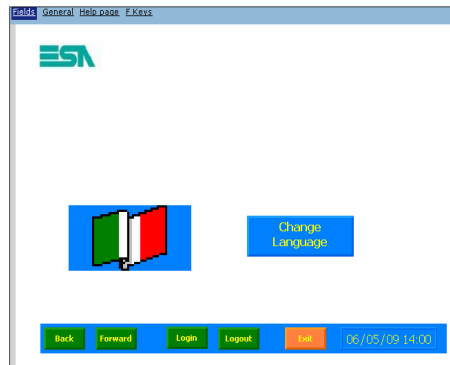 Fields General Help page F Keys
ESA
Change
Language
Back Forward Login Logout Exit 06/05/09 14:00